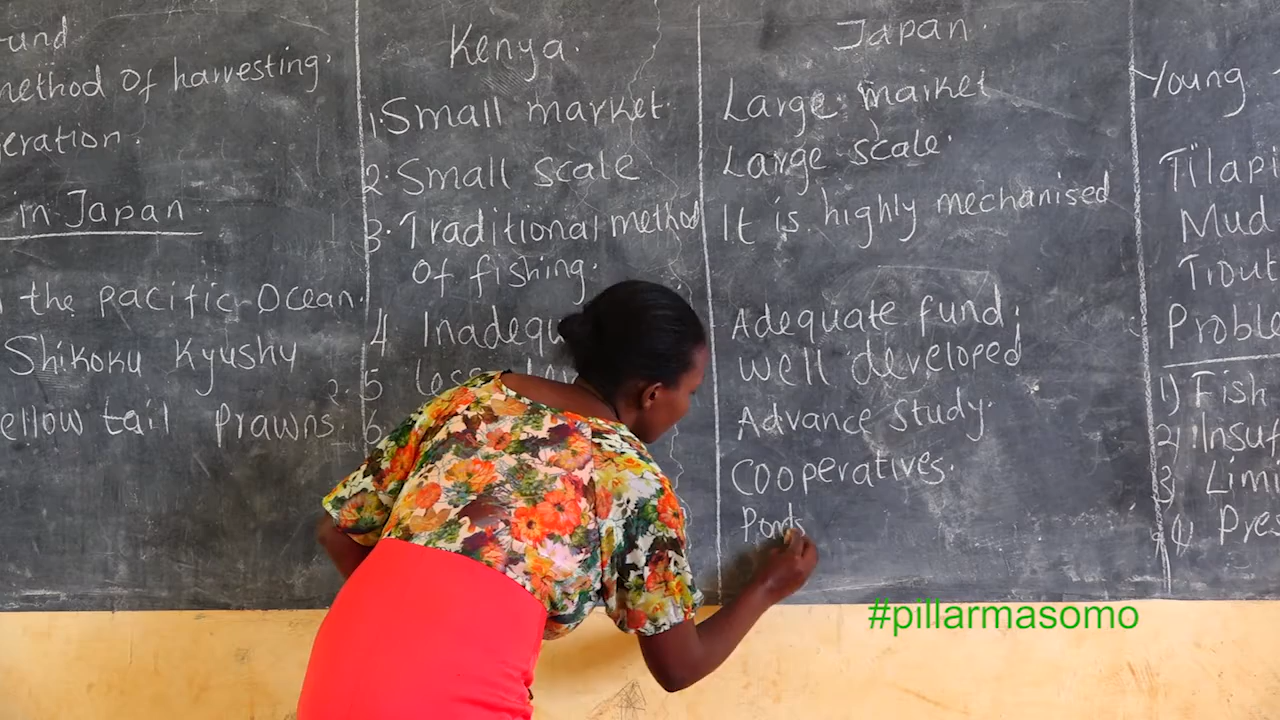 und
method of harvesting.
eration.
in Japan.
the pacific Ocean.
Shikoku Kyushy
ellow tail Prawns.
Kenya.
1. Small market.
2. Small scale
3. Traditional method
of fishing.
4 Inadequ
5 less
6
Japan.
Large market
Large scale.
It is highly mechanised
Adequate fund;
well developed
Advance study.
Cooperatives.
Ponds
Young
Tilapi
Mud
Trout
Proble
1) Fish
2) Insuf
3 Limi
4) Pres
#pillarmasomo